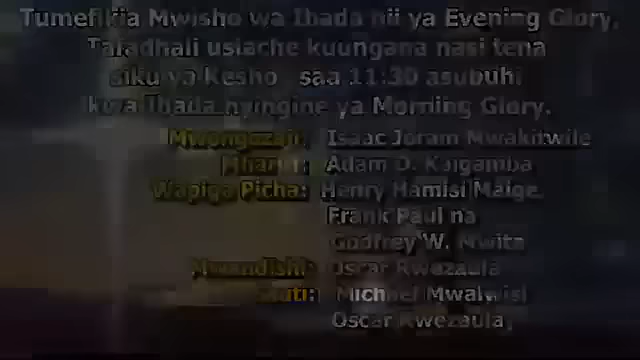 Tumefikia Mwisho wa Ibada hii ya Evening Glory,
Tafadhali usiache kuungana nasi tena
siku ya Kesho saa 11:30 asubuhi
kwa Ibada nyingine ya Morning Glory.
Mwongozaji: Isaac Joram Mwakitwile
Mhariri: Adam D. Kaigamba
Wapiga Picha: Henry Hamisi Maige,
Frank Paul na
Godfrey W. Mwita
Mwandishi: Oscar Rwezaula
Sauti: Michael
Oscar Rwezaula,